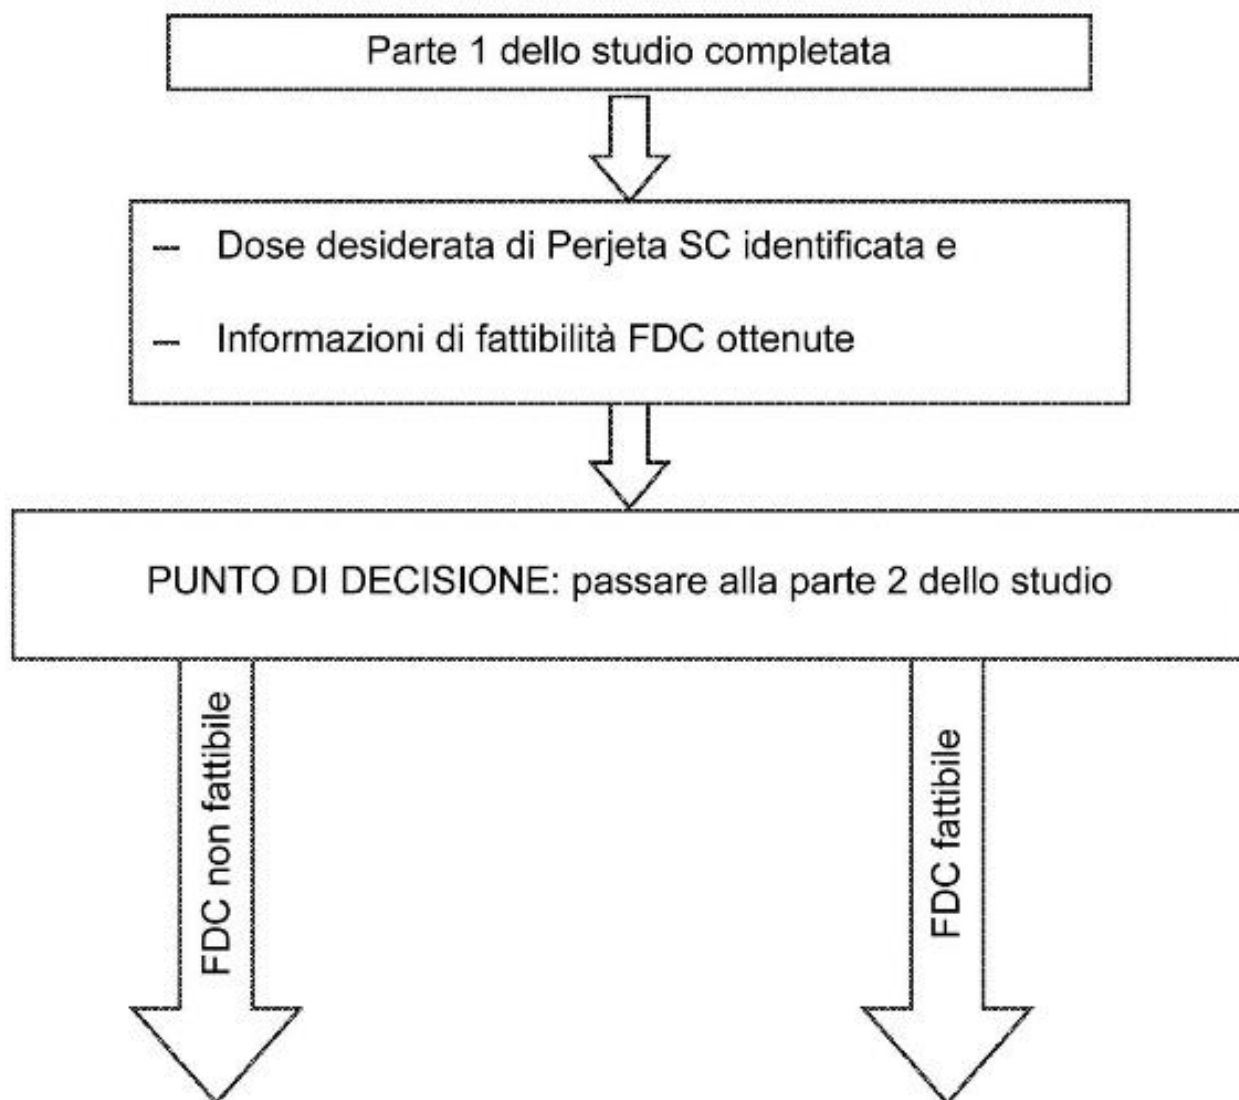 Parte 1 dello studio completata
– Dose desiderata di Perjeta SC identificata e
– Informazioni di fattibilità FDC ottenute
PUNTO DI DECISIONE: passare alla parte 2 dello studio
FDC non fattibile
FDC fattibile